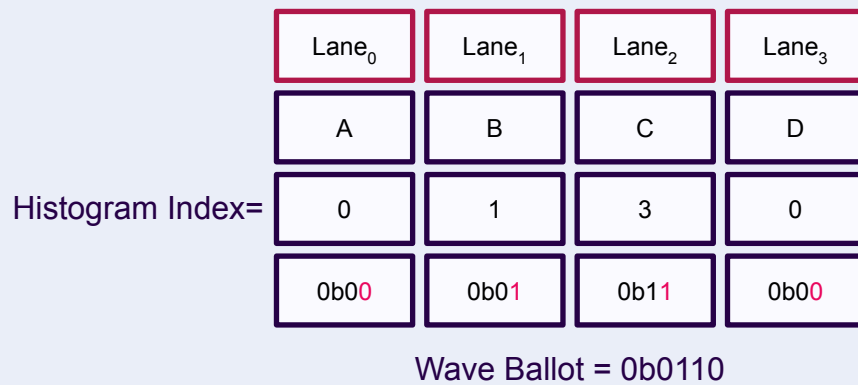 Lane₀ Lane₁ Lane₂ Lane₃
A B C D
Histogram Index= 0 1 3 0
0b00 0b01 0b11 0b00
Wave Ballot = 0b0110